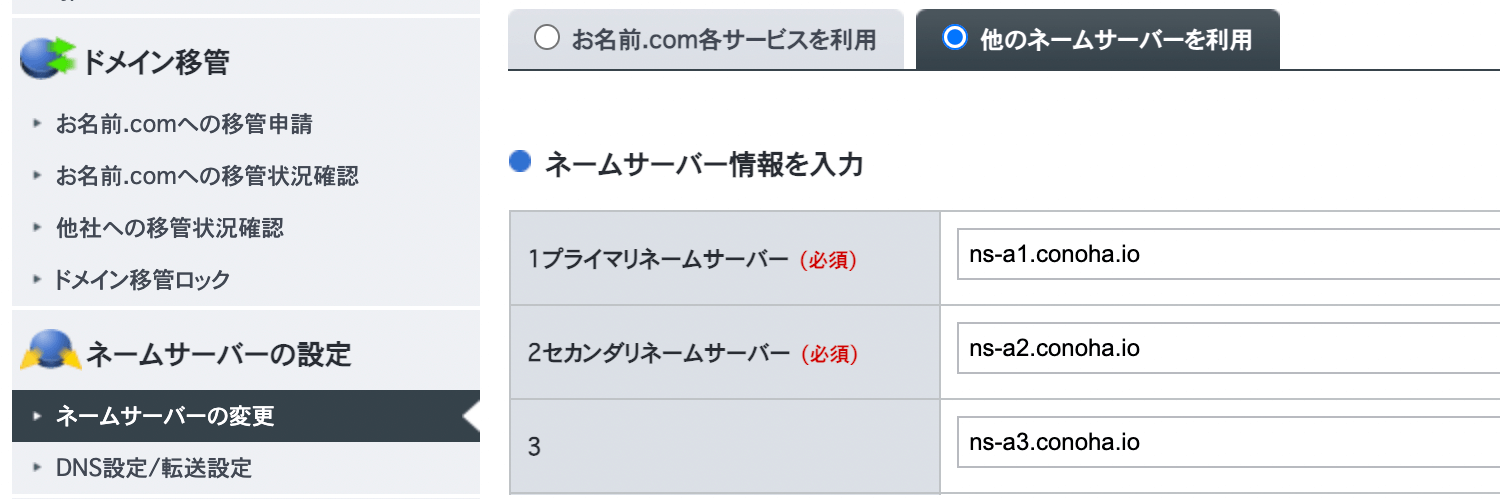 ドメイン移管
お名前.comへの移管申請
お名前.comへの移管状況確認
他社への移管状況確認
ドメイン移管ロック
ネームサーバーの設定
ネームサーバーの変更
DNS設定/転送設定
お名前.com各サービスを利用
他のネームサーバーを利用
ネームサーバー情報を入力
1プライマリネームサーバー (必須)
ns-a1.conoha.io
2セカンダリネームサーバー (必須)
ns-a2.conoha.io
3
ns-a3.conoha.io